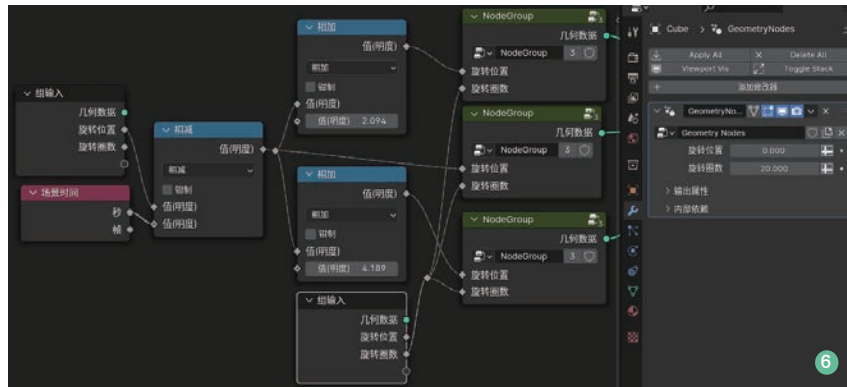 组输入
几何数据
旋转位置
旋转圈数
场景时间
秒
帧
相减
值(明度)
相减
钳制
值(明度)
值(明度)
相加
值(明度)
相加
钳制
值(明度)
值(明度) 2.094
相加
值(明度)
相加
钳制
值(明度)
值(明度) 4.189
组输入
几何数据
旋转位置
旋转圈数
NodeGroup
几何数据
NodeGroup 3
旋转位置
旋转圈数
NodeGroup
几何数据
NodeGroup 3
旋转位置
旋转圈数
NodeGroup
几何数据
NodeGroup 3
旋转位置
旋转圈数
Cube > GeometryNodes
Apply All Delete All
Viewport Vis Toggle Stack
添加修改器
GeometryNo...
Geometry Nodes
旋转位置 0.000
旋转圈数 20.000
输出属性
内部依赖
6